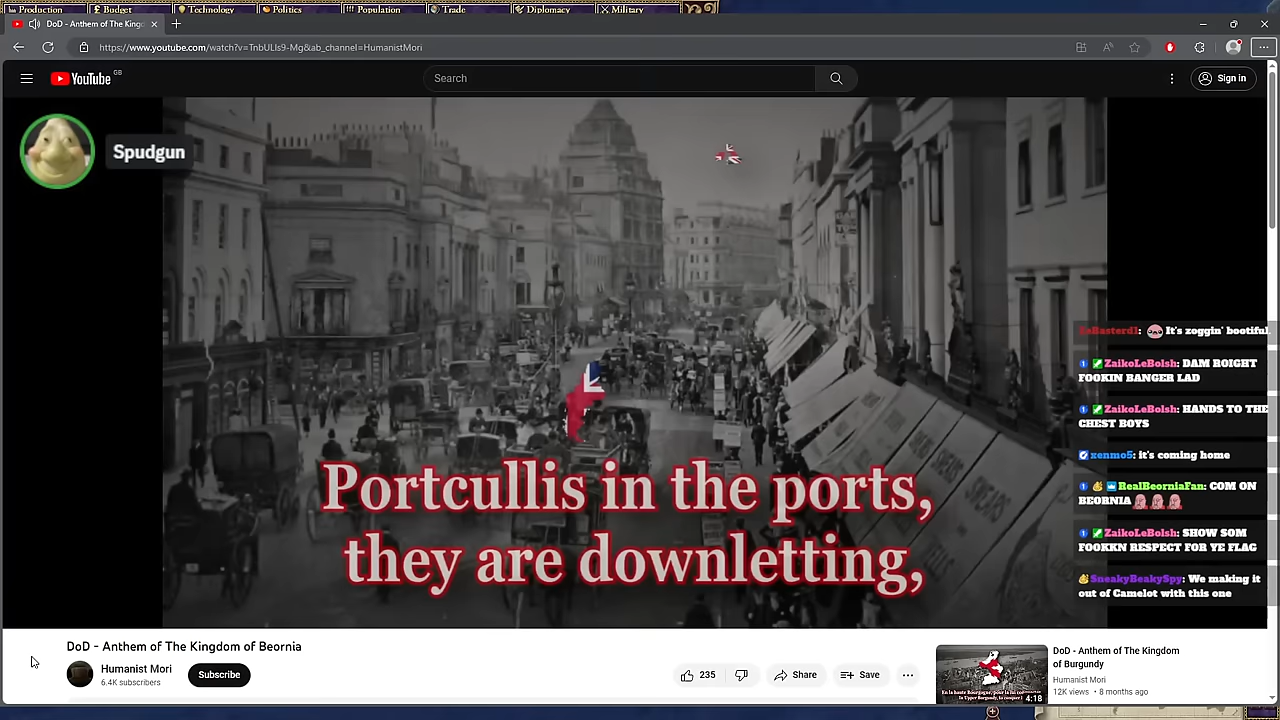 Production
Budget
Technology
Politics
Population
Trade
Diplomacy
Military
DoD - Anthem of The King
https://www.youtube.com/watch?v=TnbULIs9-Mg&ab_channel=HumanistMori
YouTube GB
Search
Sign in
Spudgun
Portcullis in the ports,
they are downletting,
It's zoggin' bootiful
ZaikoLeBolsh: DAM ROIGHT
FOOKIN BANGER LAD
ZaikoLeBolsh: HANDS TO THE
CHEST BOYS
xenmo5: it's coming home
RealBeorniaFan: COM ON
BEORNIA
ZaikoLeBolsh: SHOW SOM
FOOKKN RESPECT FOR YE FLAG
SneakyBeakySpy: We making it
out of Camelot with this one
DoD - Anthem of The Kingdom of Beornia
Humanist Mori
6.4K subscribers
Subscribe
235
Share
Save
DoD - Anthem of The Kingdom
of Burgundy
Humanist Mori
12K views • 8 months ago
4:18